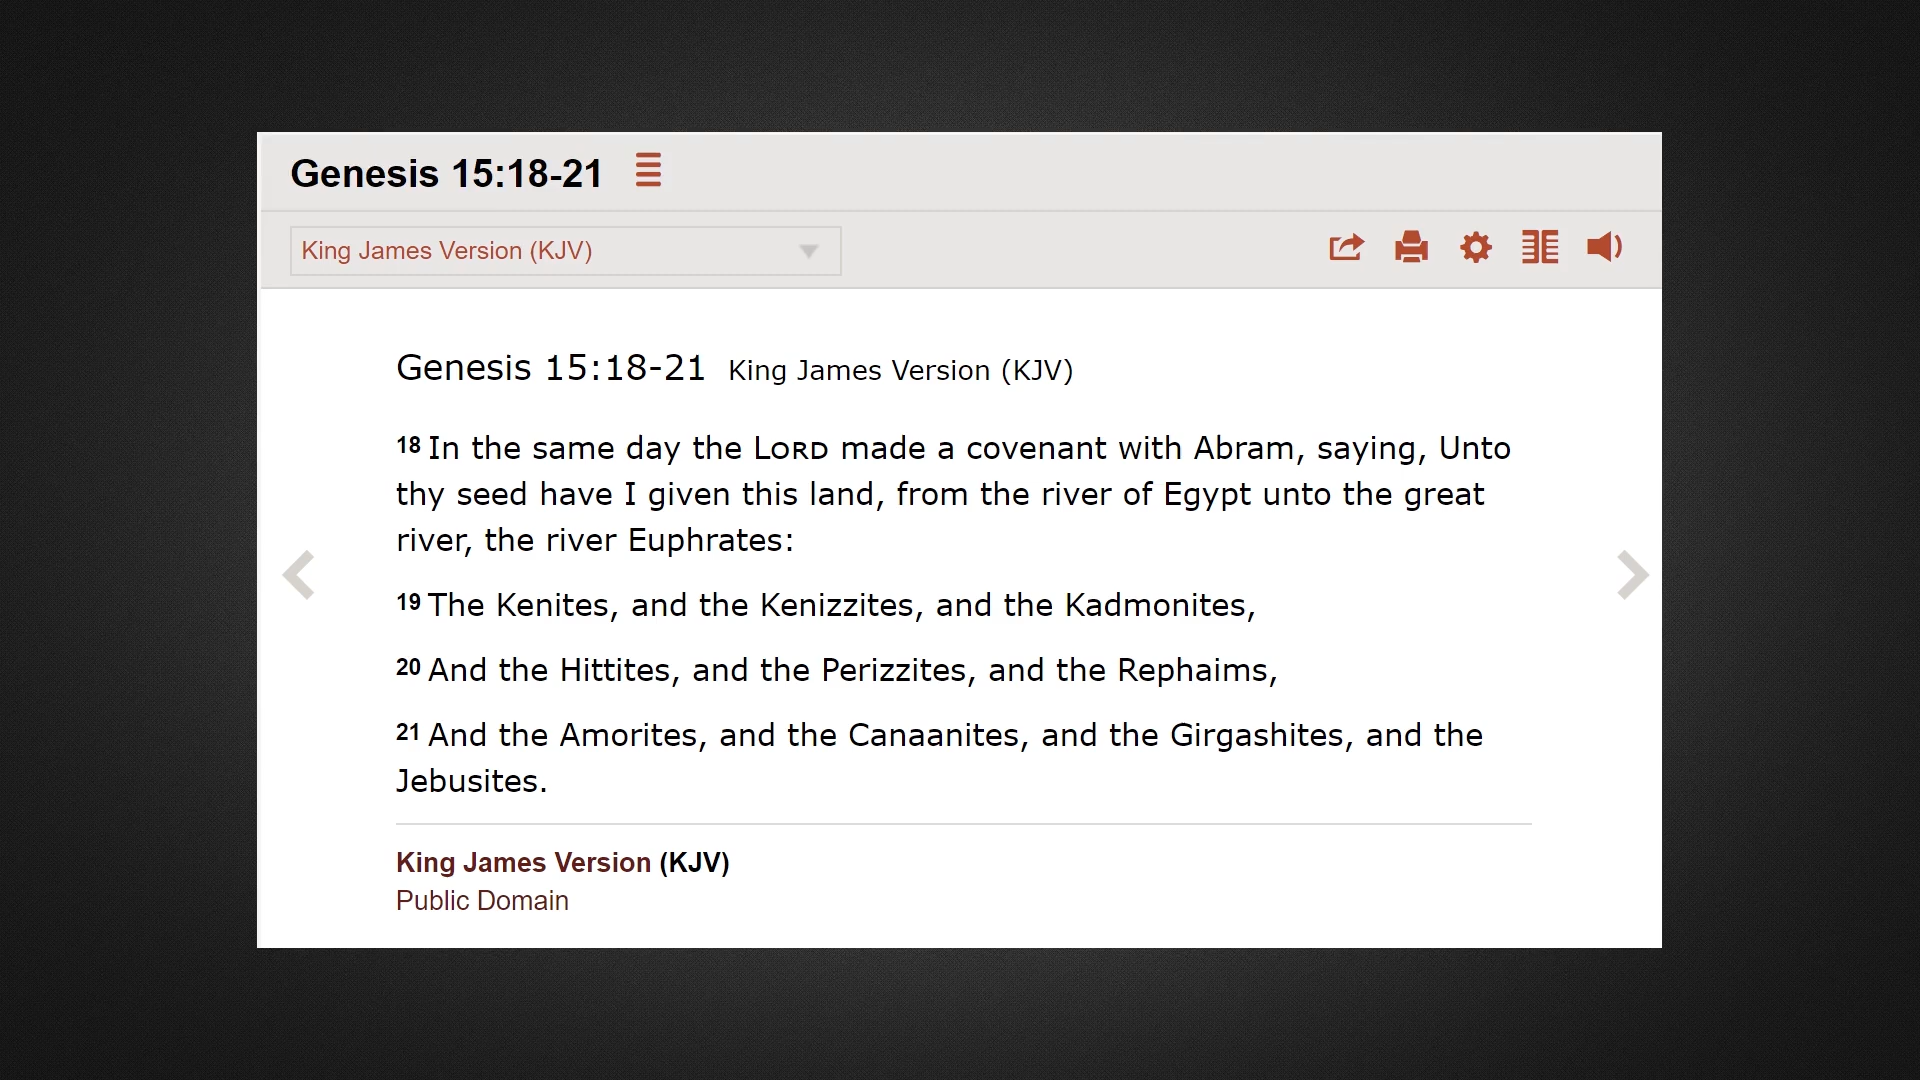 Genesis 15:18-21
King James Version (KJV)
Genesis 15:18-21 King James Version (KJV)
18 In the same day the LORD made a covenant with Abram, saying, Unto
thy seed have I given this land, from the river of Egypt unto the great
river, the river Euphrates:
19 The Kenites, and the Kenizzites, and the Kadmonites,
20 And the Hittites, and the Perizzites, and the Rephaims,
21 And the Amorites, and the Canaanites, and the Girgashites, and the
Jebusites.
King James Version (KJV)
Public Domain